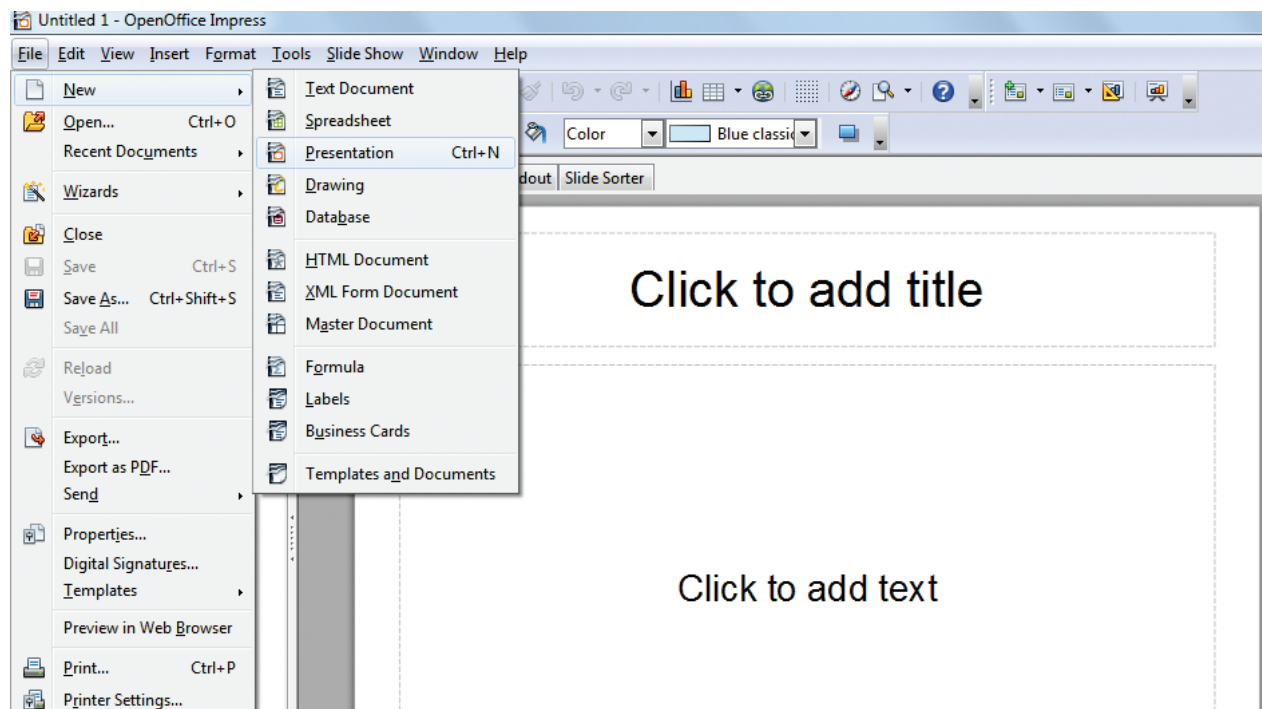 Untitled 1 - OpenOffice Impress
File Edit View Insert Format Tools Slide Show Window Help
New
Open... Ctrl+O
Recent Documents
Wizards
Close
Save Ctrl+S
Save As... Ctrl+Shift+S
Save All
Reload
Versions...
Export...
Export as PDF...
Send
Properties...
Digital Signatures...
Templates
Preview in Web Browser
Print... Ctrl+P
Printer Settings...
Text Document
Spreadsheet
Presentation Ctrl+N
Drawing
Database
HTML Document
XML Form Document
Master Document
Formula
Labels
Business Cards
Templates and Documents
Color Blue classic
dout Slide Sorter
Click to add title
Click to add text